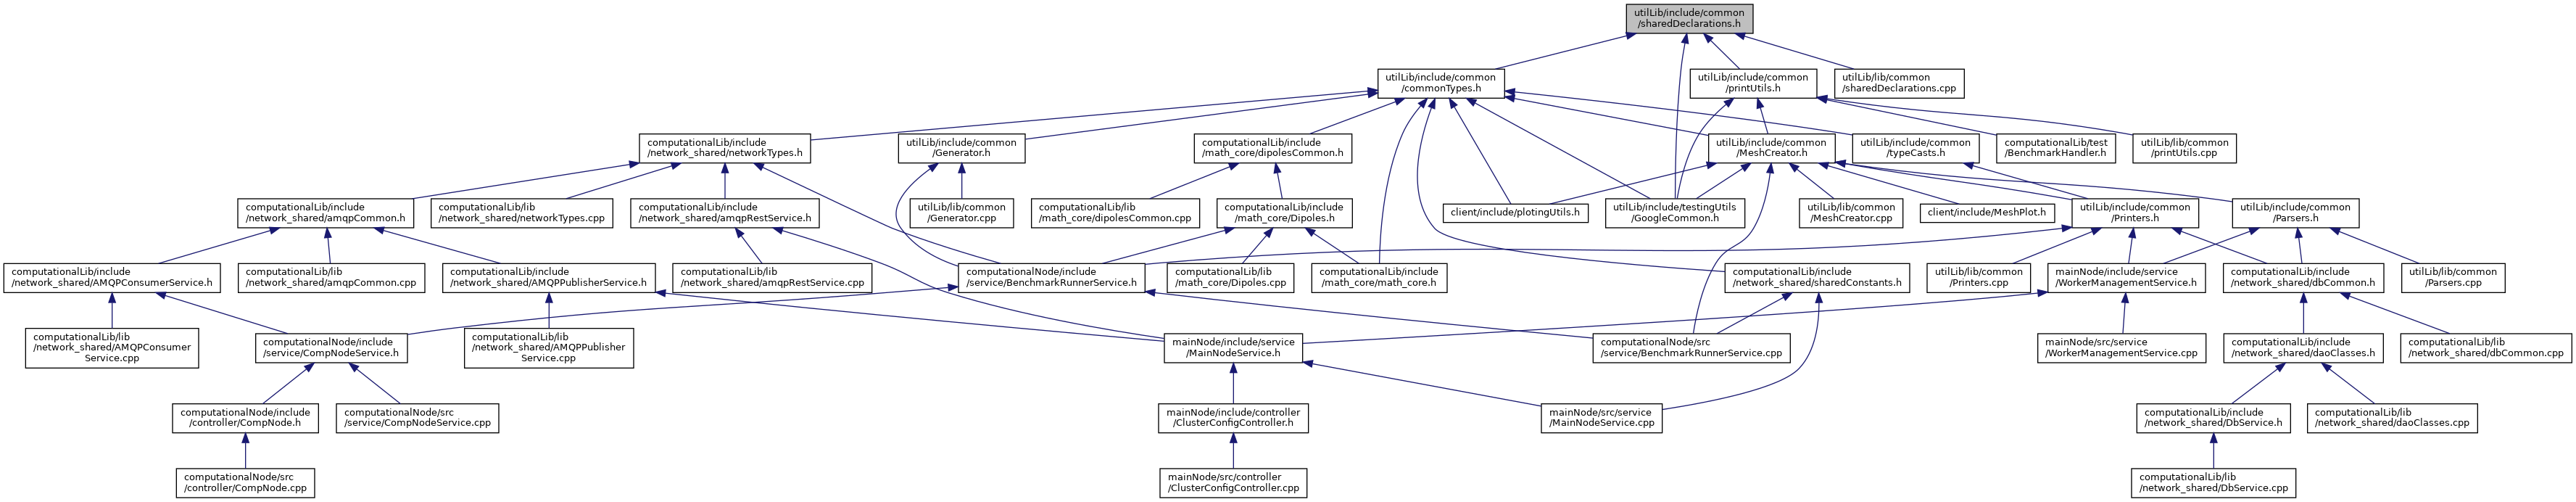 utilLib/include/common
/sharedDeclarations.h
utilLib/include/common
/commonTypes.h
utilLib/include/common
/printUtils.h
utilLib/lib/common
/sharedDeclarations.cpp
computationalLib/include
/network_shared/networkTypes.h
utilLib/include/common
/Generator.h
computationalLib/include
/math_core/dipolesCommon.h
utilLib/include/common
/MeshCreator.h
utilLib/include/common
/typeCasts.h
computationalLib/test
/BenchmarkHandler.h
utilLib/lib/common
/printUtils.cpp
computationalLib/include
/network_shared/amqpCommon.h
computationalLib/lib
/network_shared/networkTypes.cpp
computationalLib/include
/network_shared/amqpRestService.h
utilLib/lib/common
/Generator.cpp
computationalLib/lib
/math_core/dipolesCommon.cpp
computationalLib/include
/math_core/Dipoles.h
client/include/plotingUtils.h
utilLib/include/testingUtils
/GoogleCommon.h
utilLib/lib/common
/MeshCreator.cpp
client/include/MeshPlot.h
utilLib/include/common
/Printers.h
utilLib/include/common
/Parsers.h
computationalLib/include
/network_shared/AMQPConsumerService.h
computationalLib/lib
/network_shared/amqpCommon.cpp
computationalLib/include
/network_shared/AMQPPublisherService.h
computationalLib/lib
/network_shared/amqpRestService.cpp
computationalNode/include
/service/BenchmarkRunnerService.h
computationalLib/lib
/math_core/Dipoles.cpp
computationalLib/include
/math_core/math_core.h
computationalLib/include
/network_shared/sharedConstants.h
utilLib/lib/common
/Printers.cpp
mainNode/include/service
/WorkerManagementService.h
computationalLib/include
/network_shared/dbCommon.h
utilLib/lib/common
/Parsers.cpp
computationalLib/lib
/network_shared/AMQPConsumer
Service.cpp
computationalNode/include
/service/CompNodeService.h
computationalLib/lib
/network_shared/AMQPPublisher
Service.cpp
mainNode/include/service
/MainNodeService.h
computationalNode/src
/service/BenchmarkRunnerService.cpp
mainNode/src/service
/WorkerManagementService.cpp
computationalLib/include
/network_shared/daoClasses.h
computationalLib/lib
/network_shared/dbCommon.cpp
computationalNode/include
/controller/CompNode.h
computationalNode/src
/service/CompNodeService.cpp
mainNode/include/controller
/ClusterConfigController.h
mainNode/src/service
/MainNodeService.cpp
computationalLib/include
/network_shared/DbService.h
computationalLib/lib
/network_shared/daoClasses.cpp
computationalNode/src
/controller/CompNode.cpp
mainNode/src/controller
/ClusterConfigController.cpp
computationalLib/lib
/network_shared/DbService.cpp